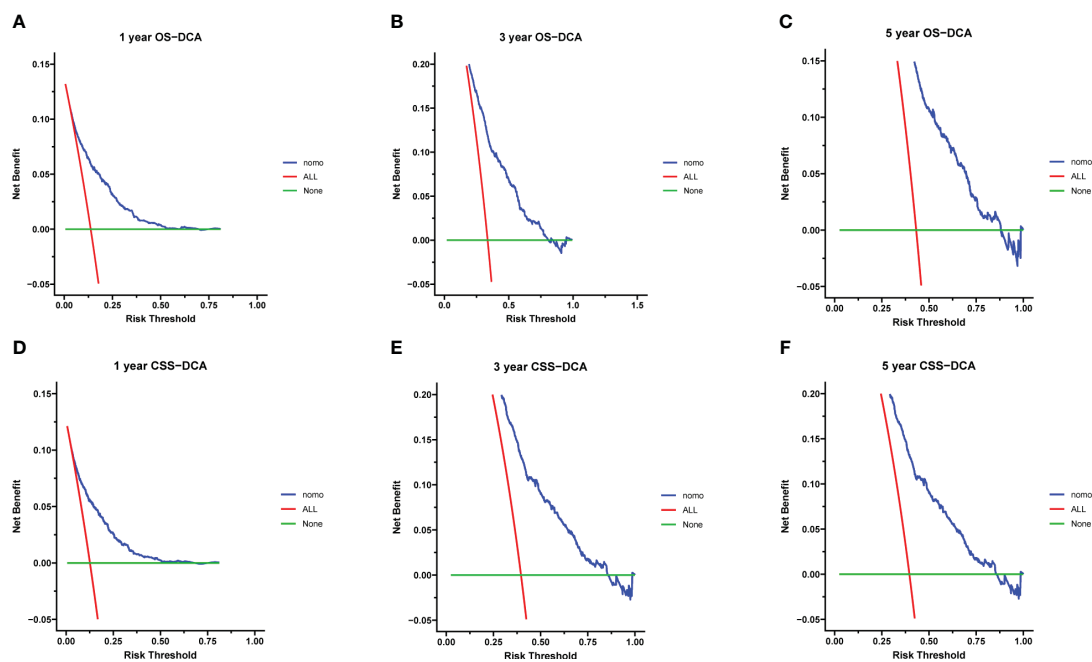 A
1 year OS−DCA
0.15
0.10
0.05
0.00
−0.05
Net Benefit
0.00
0.25
0.50
0.75
1.00
Risk Threshold
nomo
ALL
None
B
3 year OS−DCA
0.20
0.15
0.10
0.05
0.00
−0.05
Net Benefit
0.0
0.5
1.0
1.5
Risk Threshold
nomo
ALL
None
C
5 year OS−DCA
0.15
0.10
0.05
0.00
−0.05
Net Benefit
0.00
0.25
0.50
0.75
1.00
Risk Threshold
nomo
ALL
None
D
1 year CSS−DCA
0.15
0.10
0.05
0.00
−0.05
Net Benefit
0.00
0.25
0.50
0.75
1.00
Risk Threshold
nomo
ALL
None
E
3 year CSS−DCA
0.20
0.15
0.10
0.05
0.00
−0.05
Net Benefit
0.00
0.25
0.50
0.75
1.00
Risk Threshold
nomo
ALL
None
F
5 year CSS−DCA
0.20
0.15
0.10
0.05
0.00
−0.05
Net Benefit
0.00
0.25
0.50
0.75
1.00
Risk Threshold
nomo
ALL
None